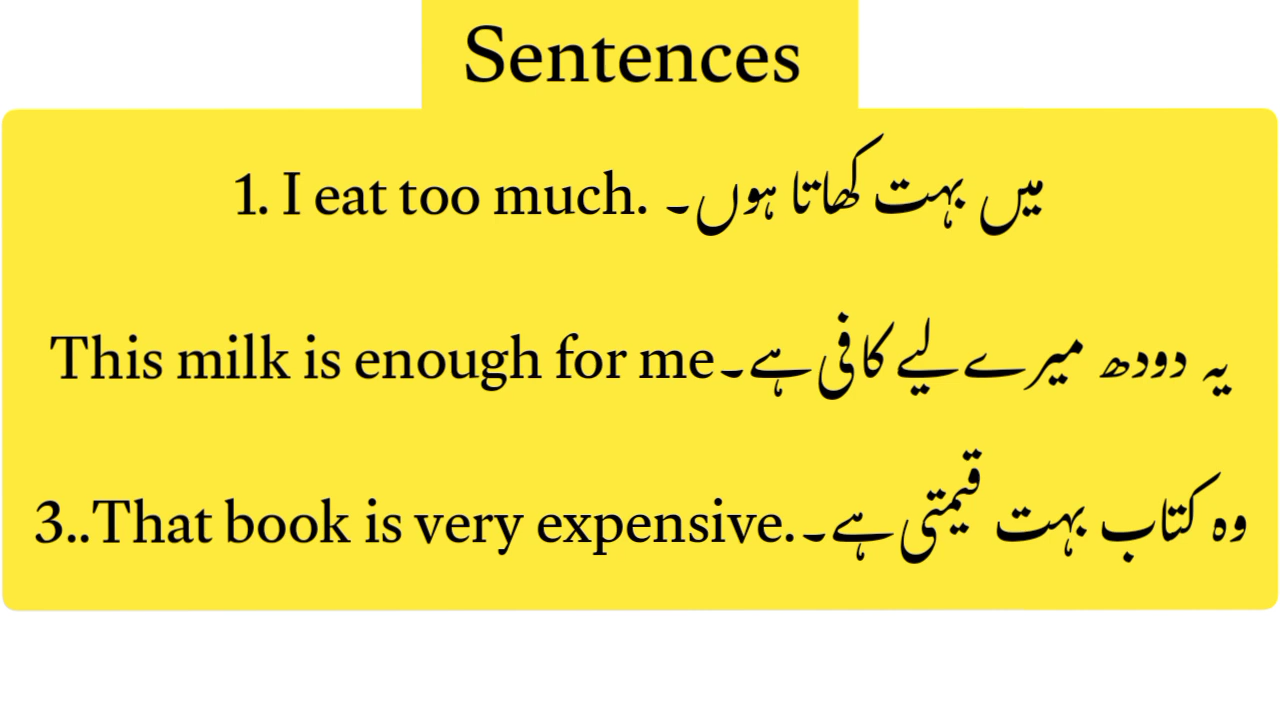 Sentences
1. I eat too much. میں بہت کھاتا ہوں۔
This milk is enough for me یہ دودھ میرے لیے کافی ہے۔
3..That book is very expensive. وہ کتاب بہت قیمتی ہے۔